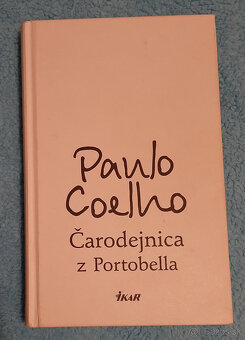 Paulo
Coelho
Čarodejnica
z Portobella
IKAR